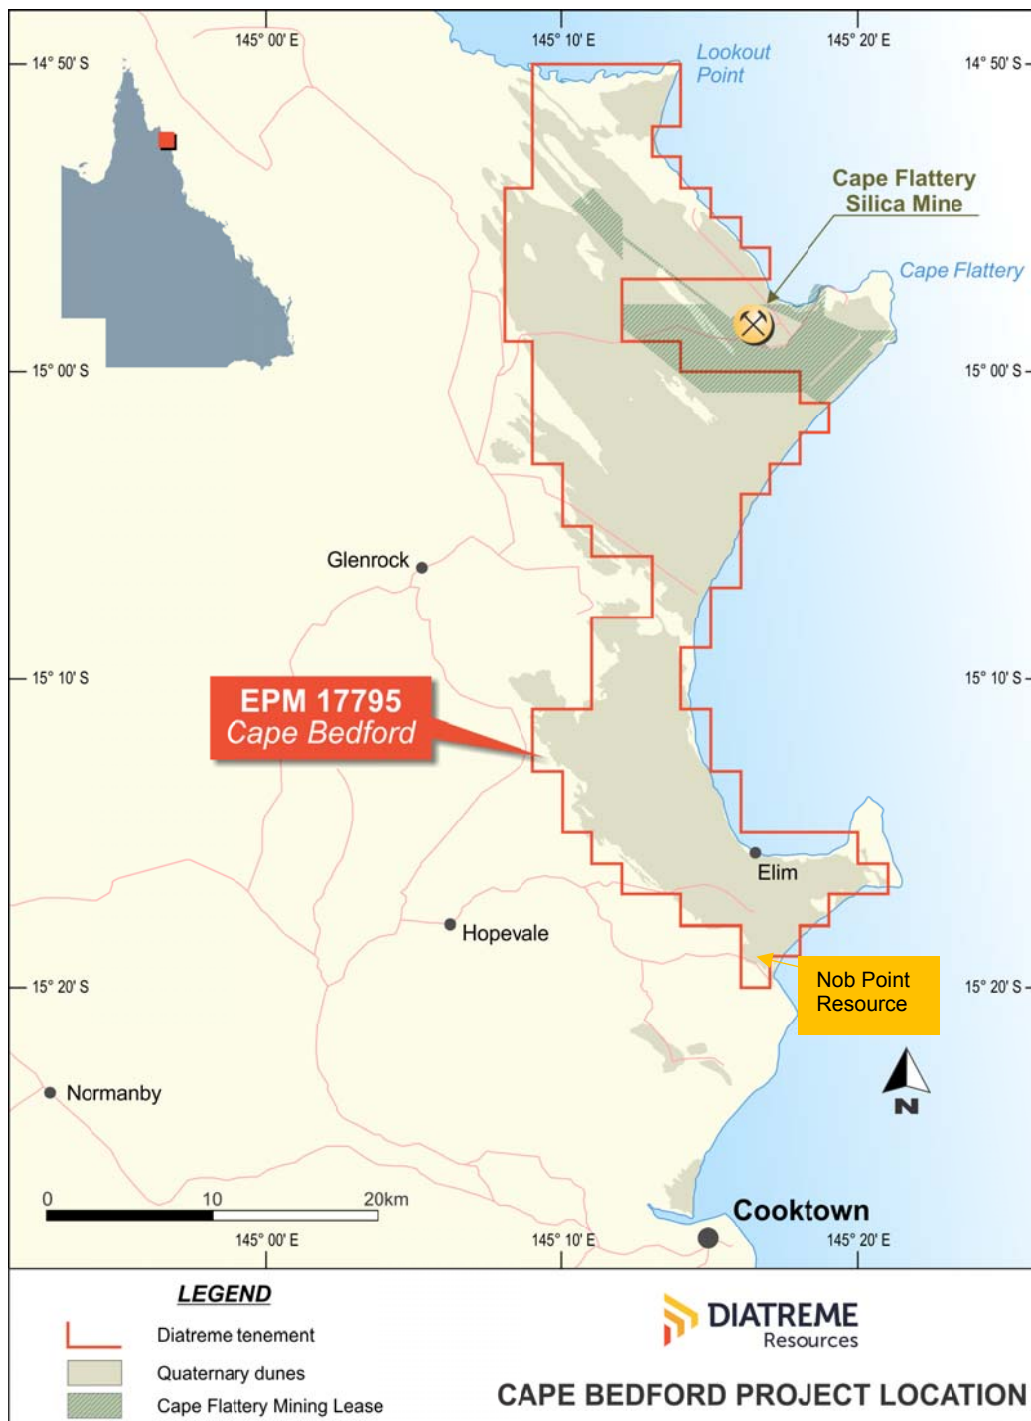 145° 00' E
145° 10' E
145° 20' E
14° 50' S
14° 50' S
Lookout
Point
Cape Flattery
Silica Mine
Cape Flattery
15° 00' S
15° 00' S
Glenrock
15° 10' S
15° 10' S
EPM 17795
Cape Bedford
Elim
Hopevale
Nob Point
Resource
15° 20' S
15° 20' S
Normanby
N
0 10 20km
Cooktown
145° 00' E
145° 10' E
145° 20' E
LEGEND
Diatreme tenement
Quaternary dunes
Cape Flattery Mining Lease
DIATREME
Resources
CAPE BEDFORD PROJECT LOCATION